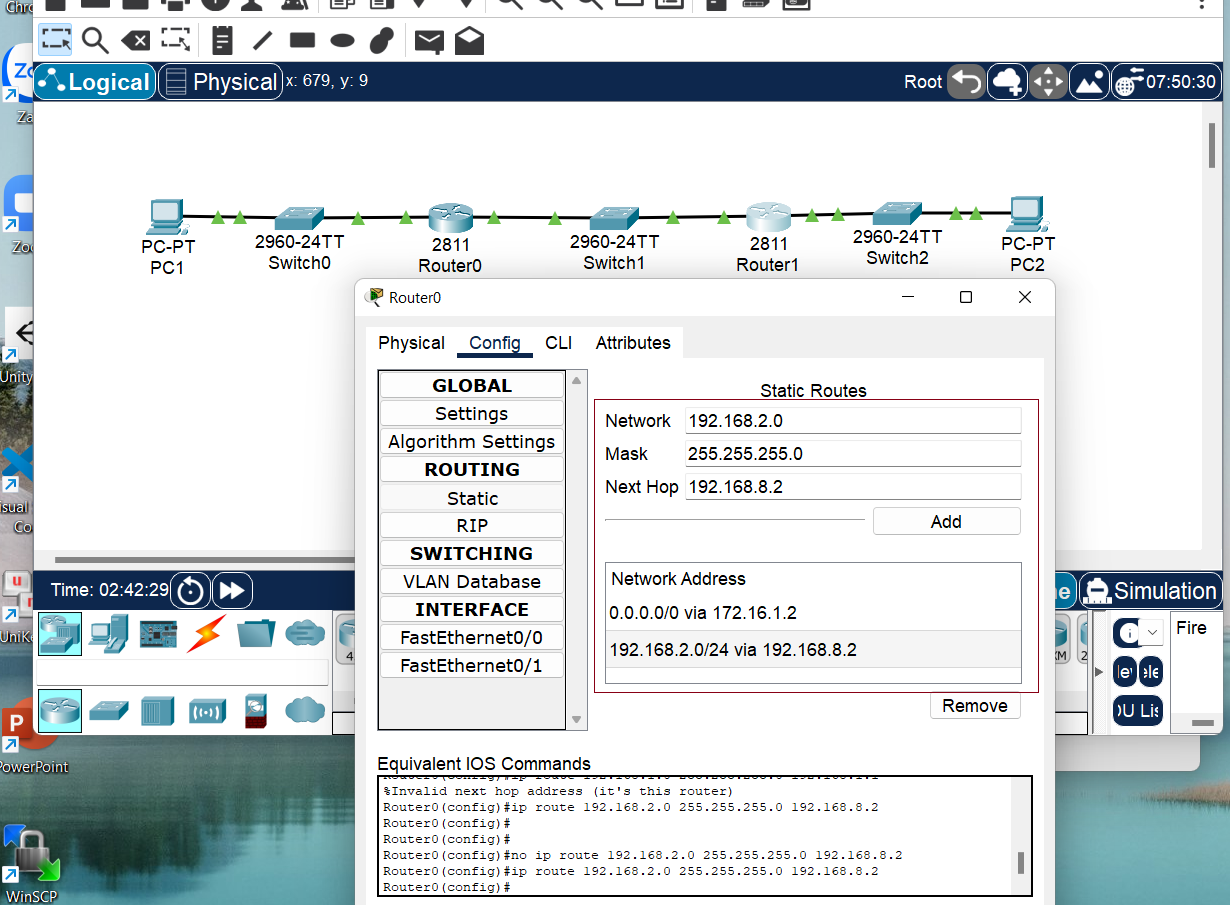 Chro
Logical
Physical
x: 679, y: 9
Root
07:50:30
Za
Zoo
Unity
isual
Co
UniKe
PowerPoint
WinSCP
PC-PT
PC1
2960-24TT
Switch0
2811
Router0
2960-24TT
Switch1
2811
Router1
2960-24TT
Switch2
PC-PT
PC2
Router0
Physical
Config
CLI
Attributes
GLOBAL
Settings
Algorithm Settings
ROUTING
Static
RIP
SWITCHING
VLAN Database
INTERFACE
FastEthernet0/0
FastEthernet0/1
Static Routes
Network 192.168.2.0
Mask 255.255.255.0
Next Hop 192.168.8.2
Add
Network Address
0.0.0.0/0 via 172.16.1.2
192.168.2.0/24 via 192.168.8.2
Remove
Equivalent IOS Commands
%Invalid next hop address (it's this router)
Router0(config)#ip route 192.168.2.0 255.255.255.0 192.168.8.2
Router0(config)#
Router0(config)#
Router0(config)#no ip route 192.168.2.0 255.255.255.0 192.168.8.2
Router0(config)#ip route 192.168.2.0 255.255.255.0 192.168.8.2
Router0(config)#
Time: 02:42:29
Simulation
Fire